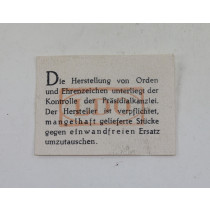 Die Herstellung von Orden
und Ehrenzeichen unterliegt der
Kontrolle der Präsidialkanzlei.
Der Hersteller ist verpflichtet,
mangelhaft gelieferte Stücke
gegen einwandfreien Ersatz
umzutauschen.